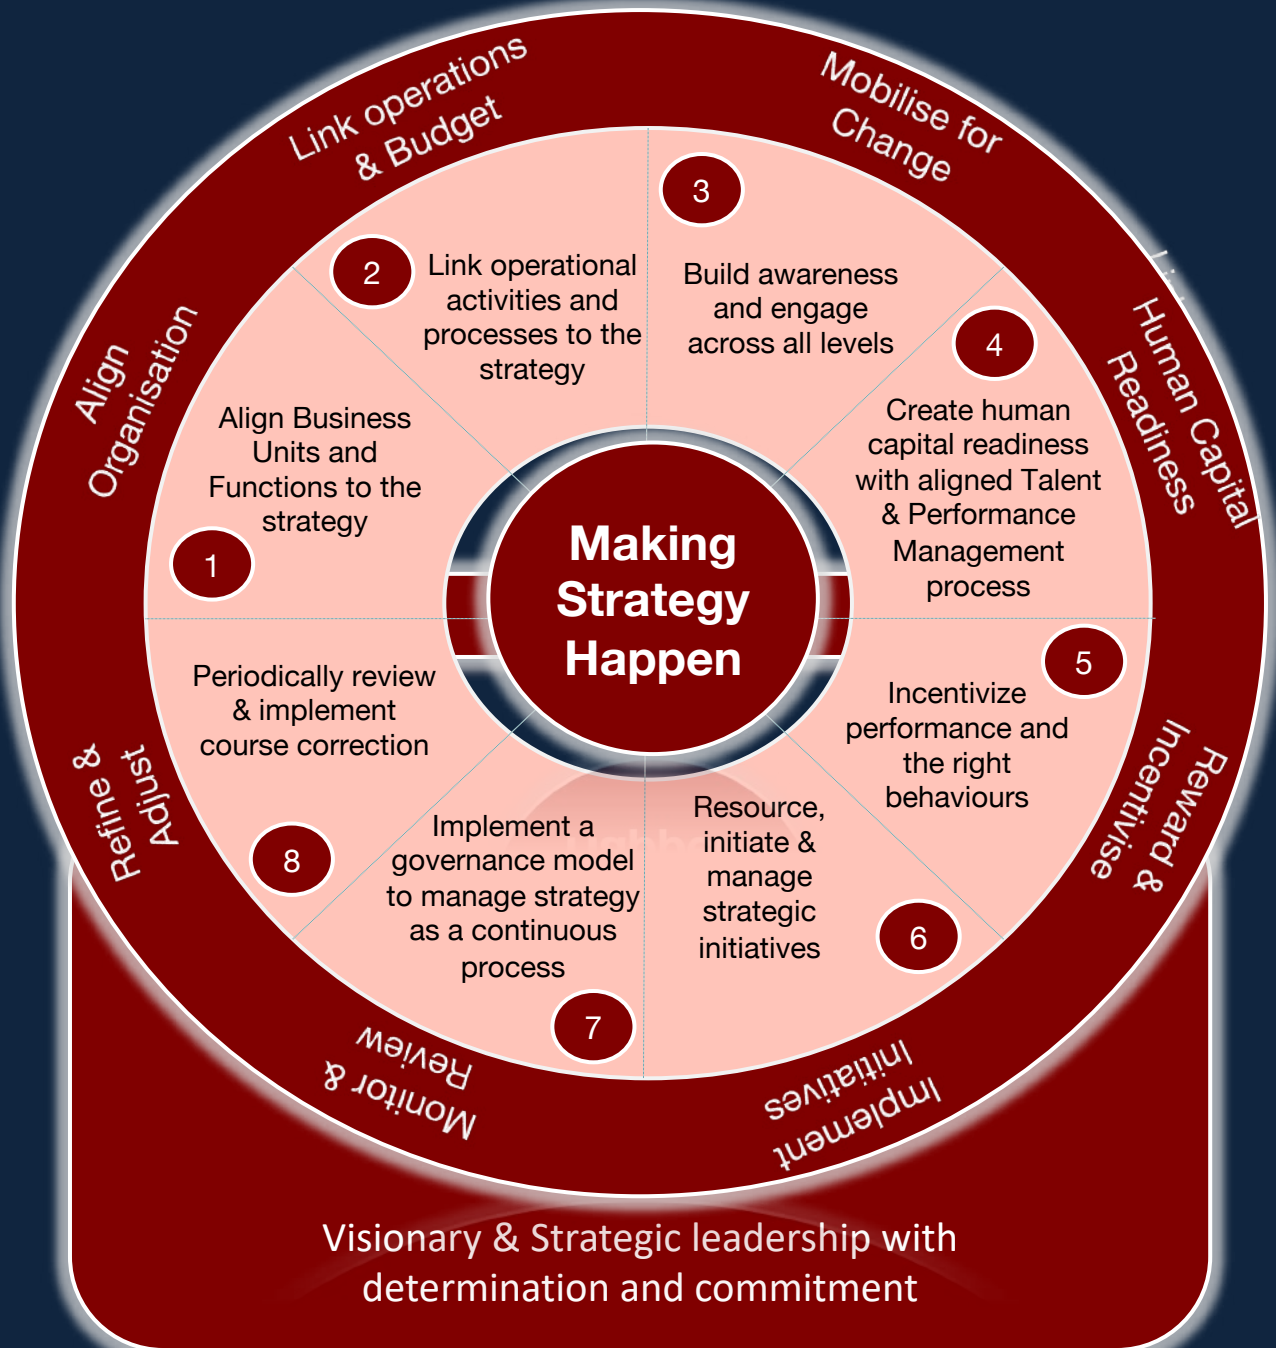 Link operations
& Budget
Mobilise for
Change
Human Capital
Readiness
Reward &
Incentivise
Implement
Initiatives
Monitor &
Review
Refine &
Adjust
Align
Organisation
1
Align Business
Units and
Functions to the
strategy
2
Link operational
activities and
processes to the
strategy
3
Build awareness
and engage
across all levels
4
Create human
capital readiness
with aligned Talent
& Performance
Management
process
5
Incentivize
performance and
the right
behaviours
6
Resource,
initiate &
manage
strategic
initiatives
7
Implement a
governance model
to manage strategy
as a continuous
process
8
Periodically review
& implement
course correction
Making
Strategy
Happen
Visionary & Strategic leadership with
determination and commitment